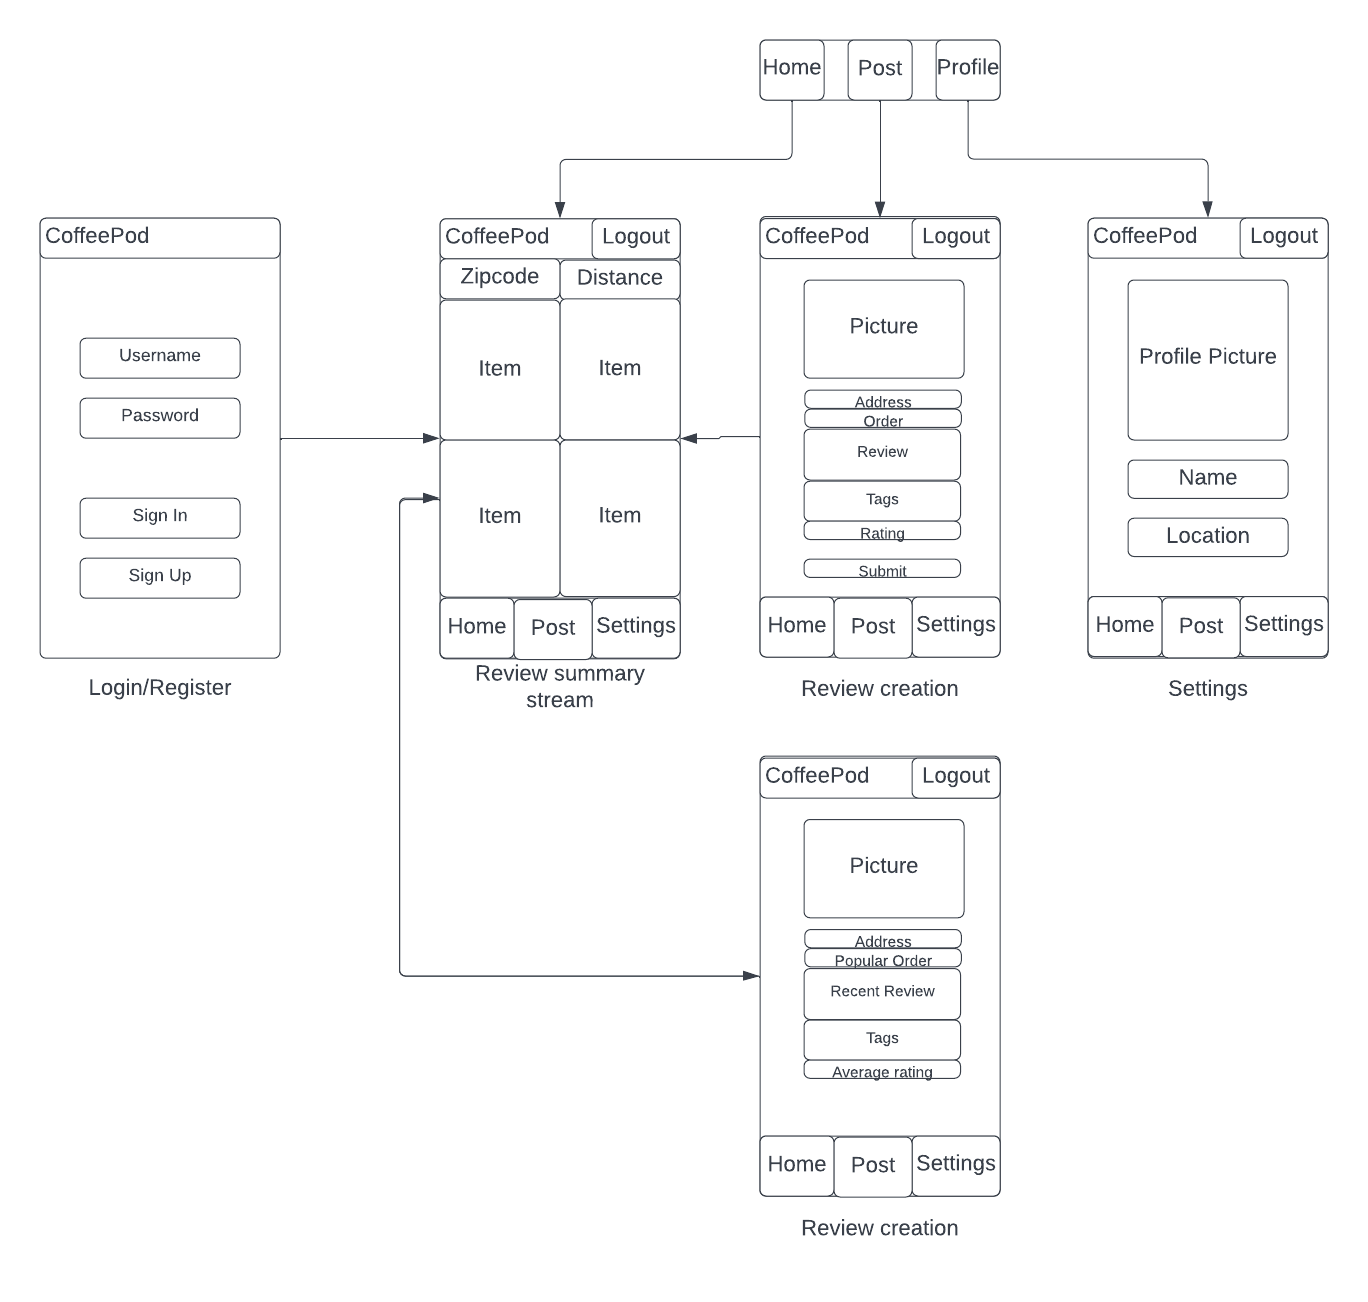 Home
Post
Profile
CoffeePod
Username
Password
Sign In
Sign Up
Login/Register
CoffeePod
Logout
Zipcode
Distance
Item
Item
Item
Item
Home
Post
Settings
Review summary
stream
CoffeePod
Logout
Picture
Address
Order
Review
Tags
Rating
Submit
Home
Post
Settings
Review creation
CoffeePod
Logout
Profile Picture
Name
Location
Home
Post
Settings
Settings
CoffeePod
Logout
Picture
Address
Popular Order
Recent Review
Tags
Average rating
Home
Post
Settings
Review creation